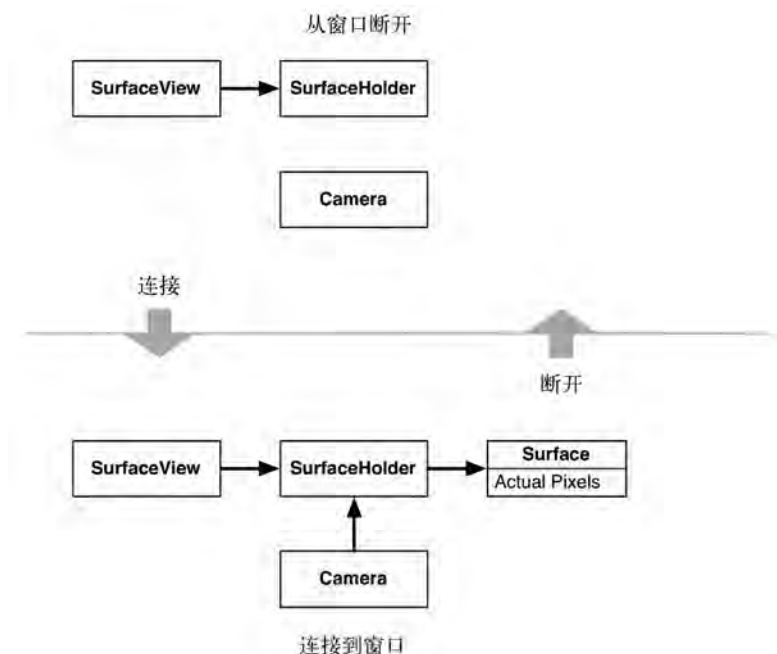 从窗口断开
SurfaceView
SurfaceHolder
Camera
连接
断开
SurfaceView
SurfaceHolder
Surface
Actual Pixels
Camera
连接到窗口